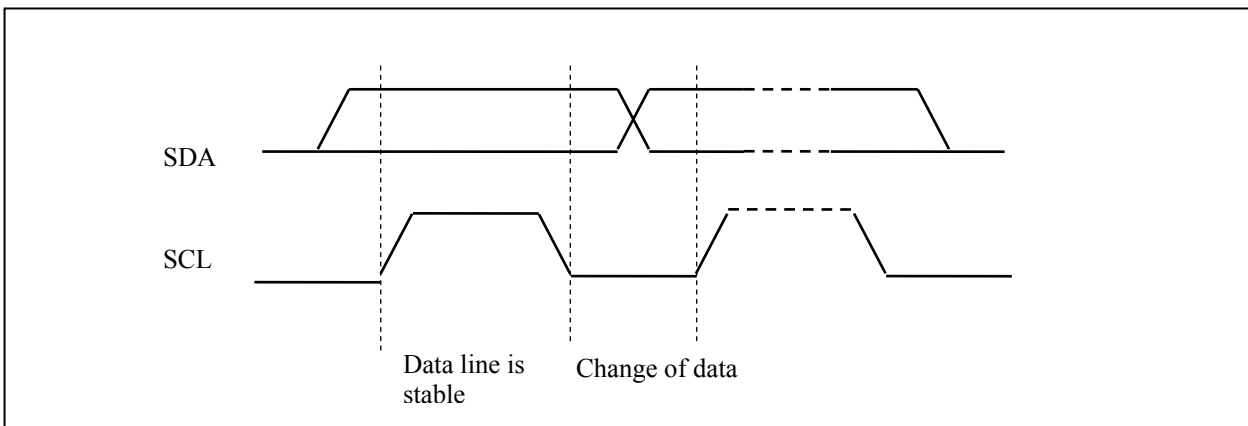 SDA
SCL
Data line is
stable
Change of data